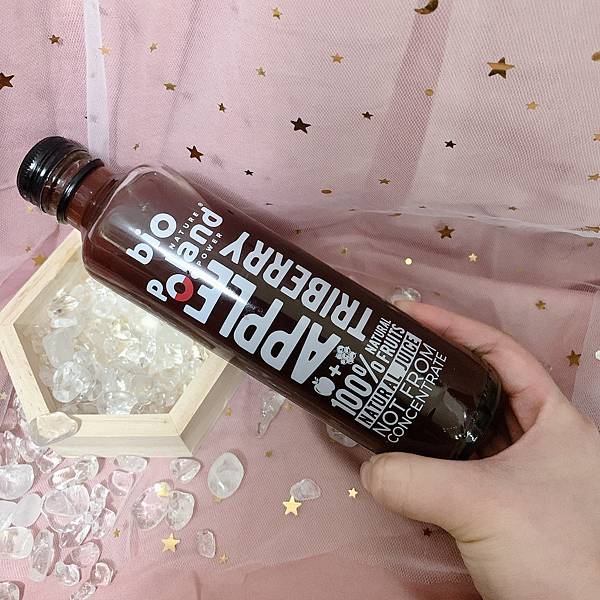 bio
NATURE®
Poland
POWER
APPLE
TRIBERRY
100% NATURAL FRUITS
NATURAL JUICE
NOT FROM
CONCENTRATE